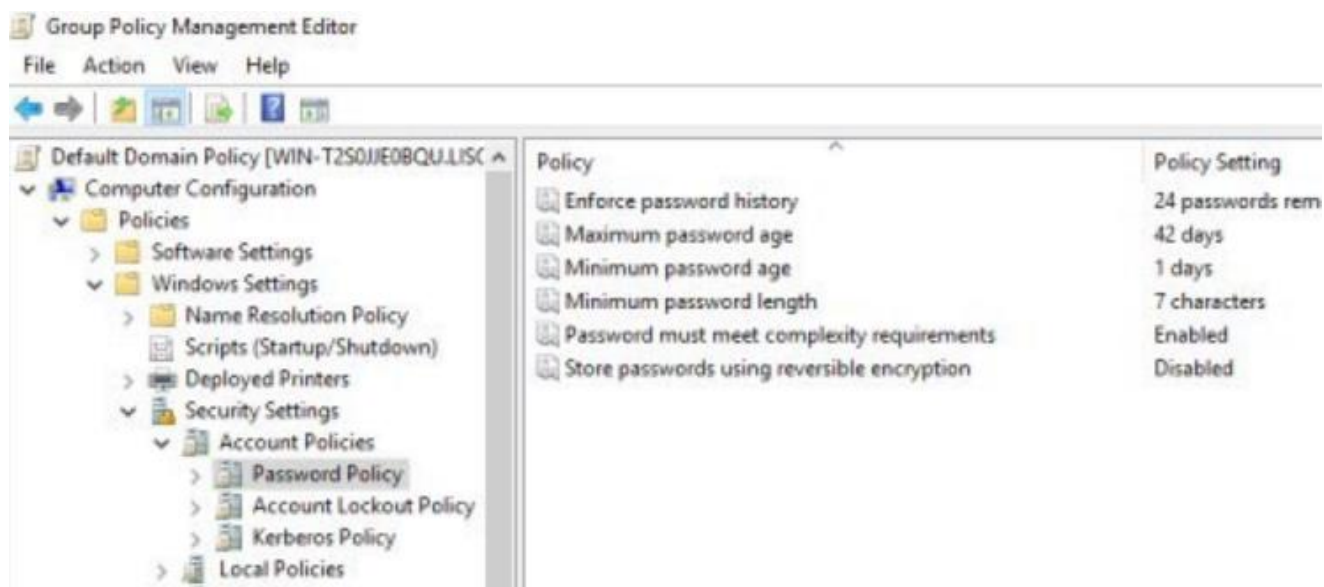 Group Policy Management Editor
File Action View Help
Default Domain Policy [WIN-T2S0JJE0BQU.LISC
Computer Configuration
Policies
Software Settings
Windows Settings
Name Resolution Policy
Scripts (Startup/Shutdown)
Deployed Printers
Security Settings
Account Policies
Password Policy
Account Lockout Policy
Kerberos Policy
Local Policies
Policy Policy Setting
Enforce password history 24 passwords rem
Maximum password age 42 days
Minimum password age 1 days
Minimum password length 7 characters
Password must meet complexity requirements Enabled
Store passwords using reversible encryption Disabled